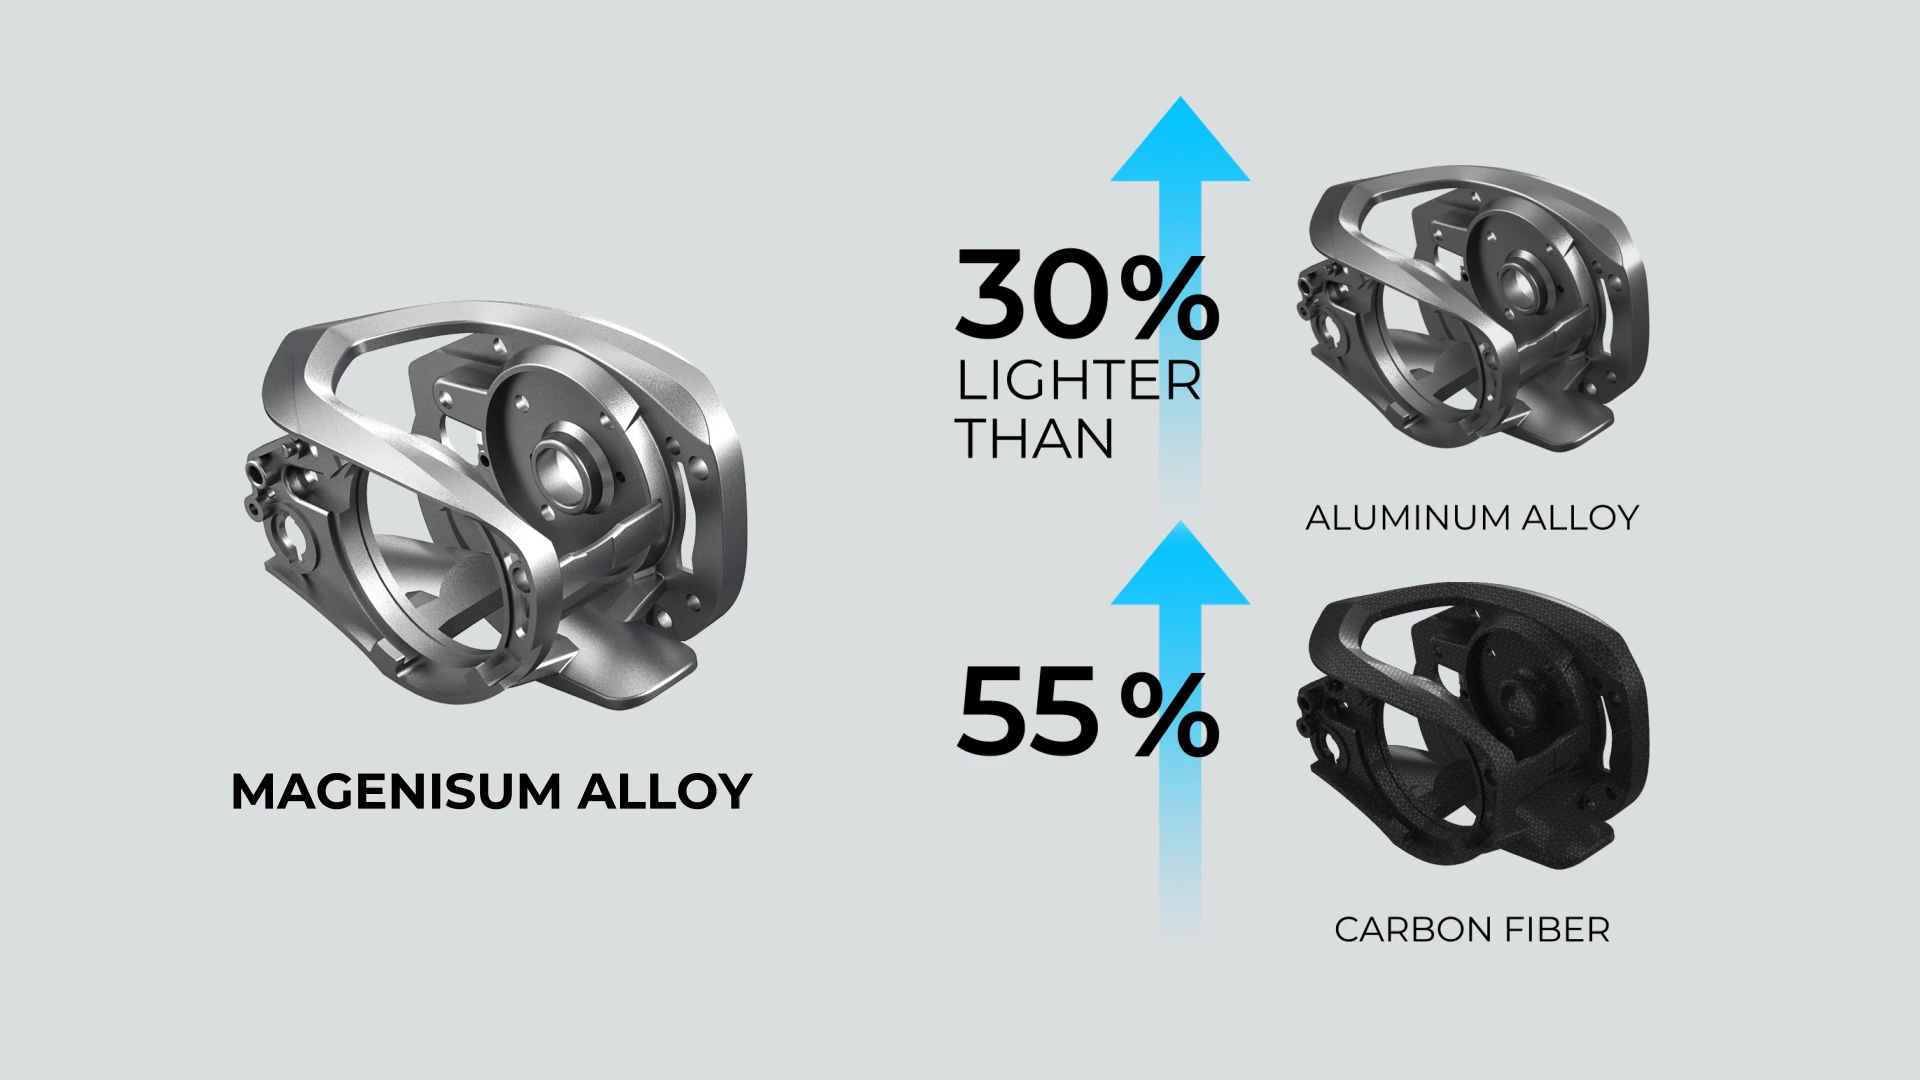 MAGENISUM ALLOY
30%
LIGHTER
THAN
ALUMINUM ALLOY
55%
CARBON FIBER